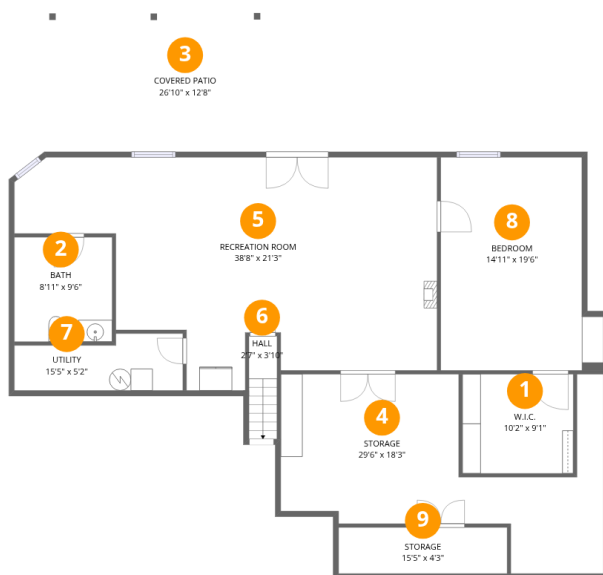 3
COVERED PATIO
26'10" x 12'8"
5
RECREATION ROOM
38'8" x 21'3"
8
BEDROOM
14'11" x 19'6"
2
BATH
8'11" x 9'6"
7
UTILITY
15'5" x 5'2"
6
HALL
2'7" x 3'10"
4
STORAGE
29'6" x 18'3"
1
W.I.C.
10'2" x 9'1"
9
STORAGE
15'5" x 4'3"